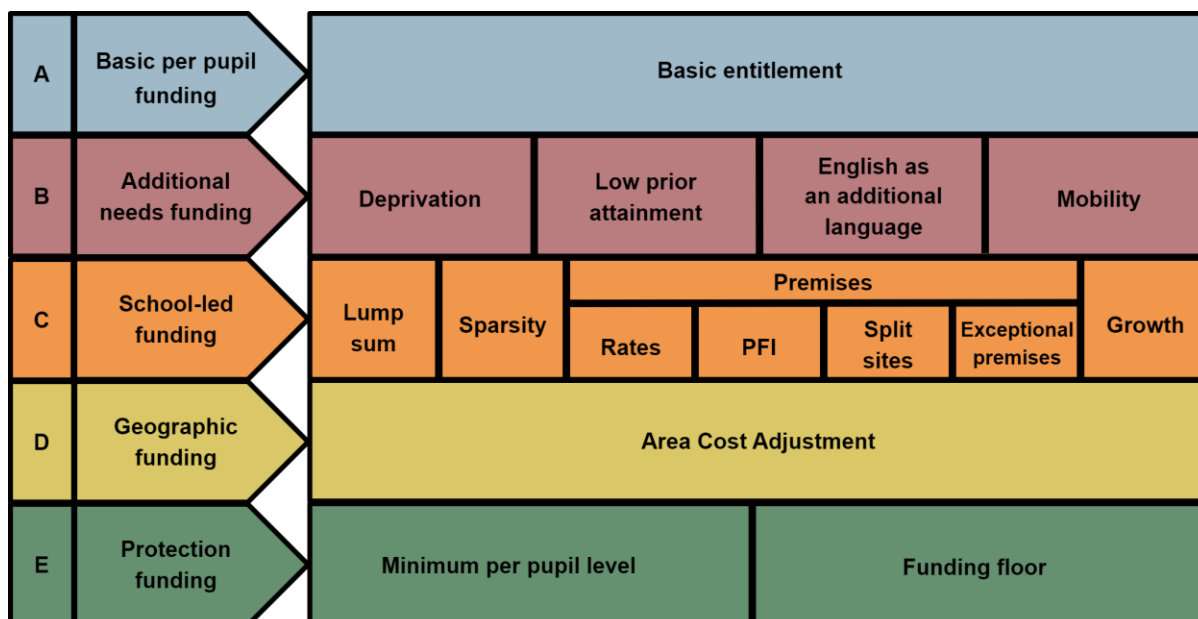 A
Basic per pupil
funding
Basic entitlement
B
Additional
needs funding
Deprivation
Low prior
attainment
English as
an additional
language
Mobility
C
School-led
funding
Lump
sum
Sparsity
Premises
Rates
PFI
Split
sites
Exceptional
premises
Growth
D
Geographic
funding
Area Cost Adjustment
E
Protection
funding
Minimum per pupil level
Funding floor